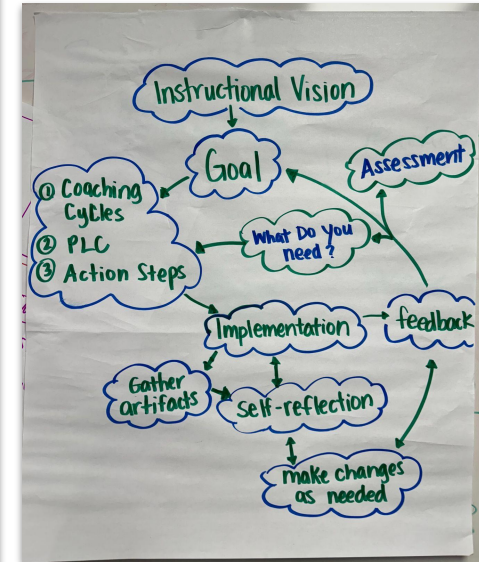 Instructional Vision
Goal
Assessment
① Coaching
Cycles
② PLC
③ Action Steps
What Do You
need?
Implementation
feedback
Gather
artifacts
Self-reflection
make changes
as needed